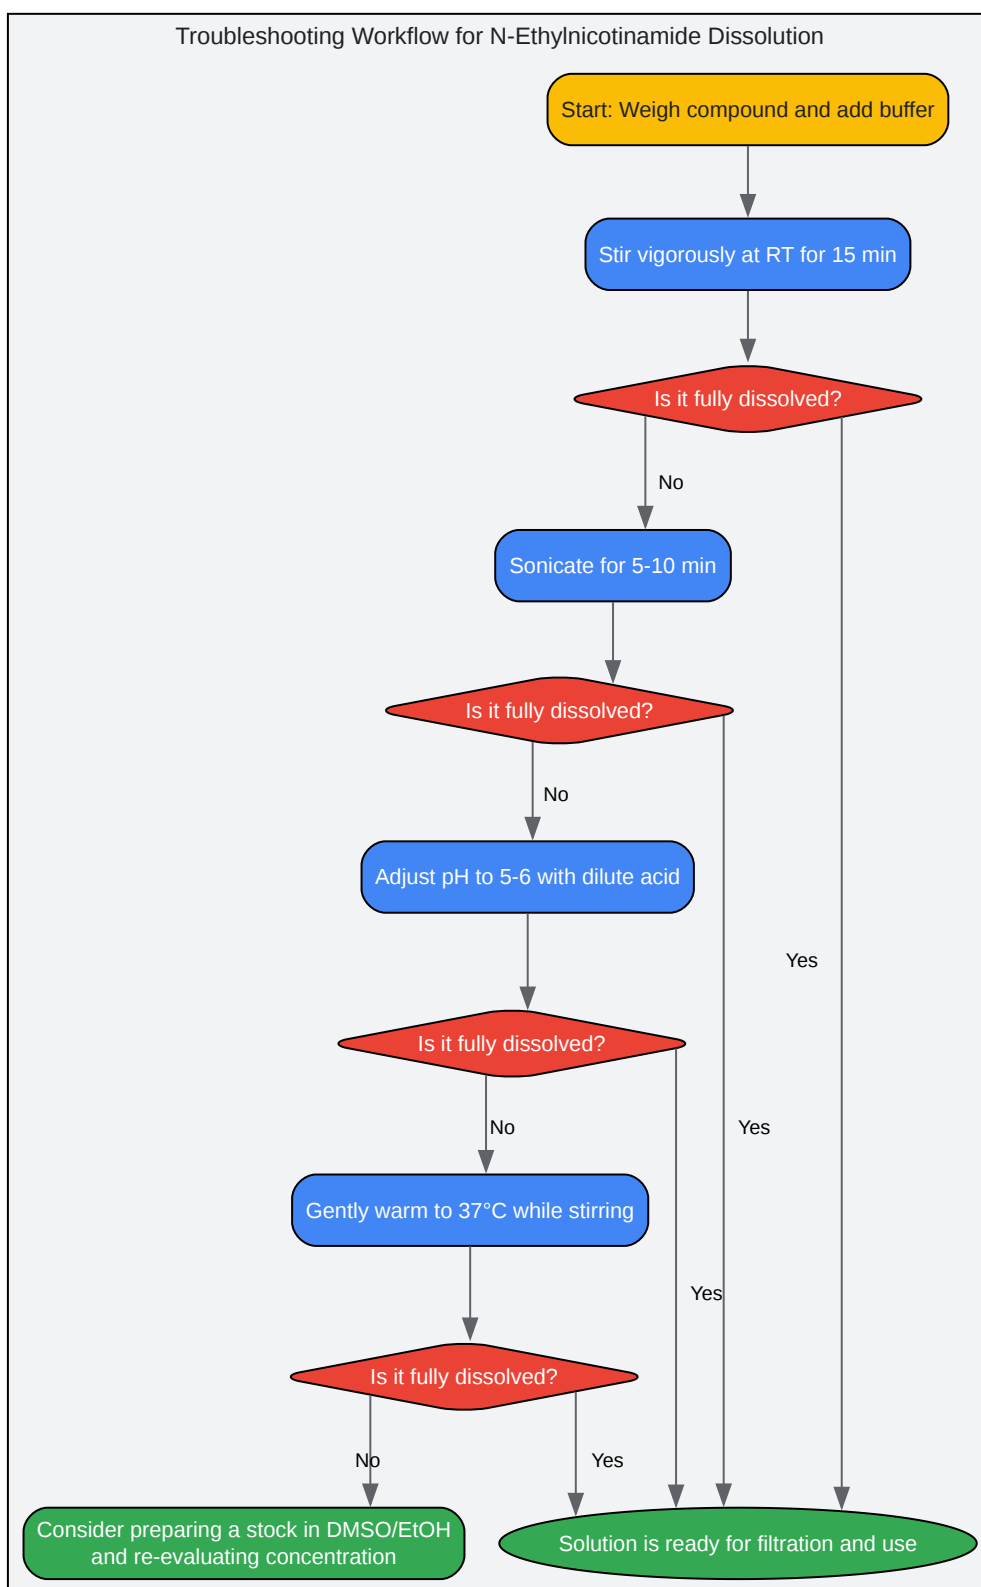 Troubleshooting Workflow for N-Ethylnicotinamide Dissolution
Start: Weigh compound and add buffer
Stir vigorously at RT for 15 min
Is it fully dissolved?
No
Sonicate for 5-10 min
Is it fully dissolved?
No
Adjust pH to 5-6 with dilute acid
Yes
Is it fully dissolved?
No
Yes
Gently warm to 37°C while stirring
Yes
Is it fully dissolved?
No
Yes
Consider preparing a stock in DMSO/EtOH
and re-evaluating concentration
Solution is ready for filtration and use